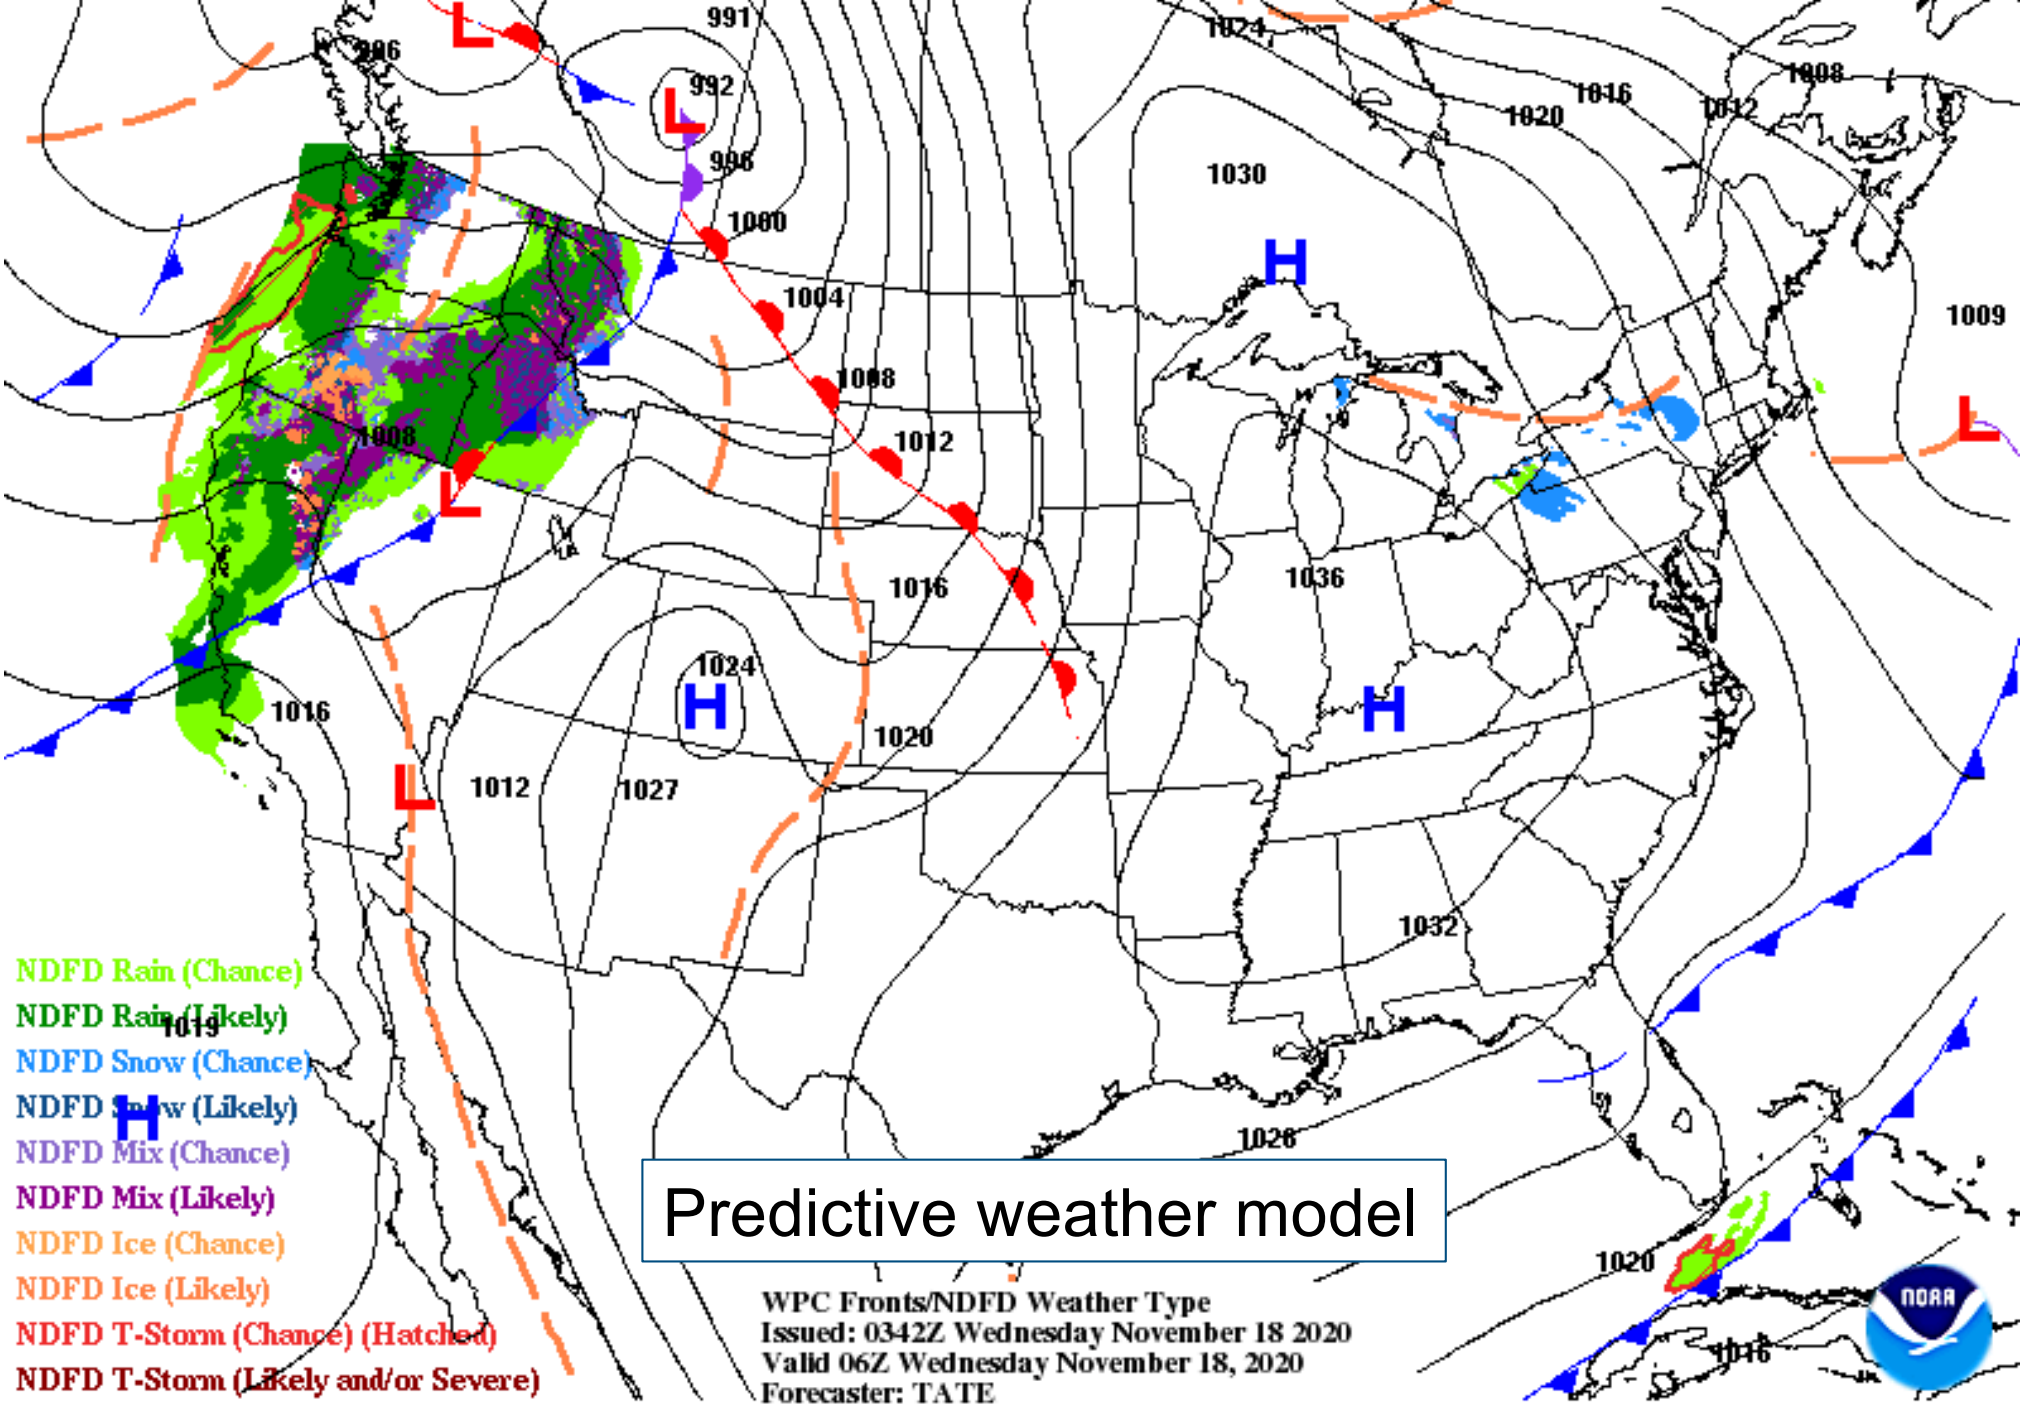 991
1024
L
996
1008
992
1016
1012
1020
L
996
1030
1000
H
1004
1009
1008
L
1008
1012
L
1036
1016
1024
H
H
1016
1020
L
1012
1027
1032
NDFD Rain (Chance)
NDFD Rain (Likely)
1019
NDFD Snow (Chance)
NDFD Snow (Likely)
H
1028
NDFD Mix (Chance)
NDFD Mix (Likely)
Predictive weather model
NDFD Ice (Chance)
1020
NDFD Ice (Likely)
NOAA
WPC Fronts/NDFD Weather Type
NDFD T-Storm (Chance) (Hatched)
Issued: 0342Z Wednesday November 18 2020
1016
Valid 06Z Wednesday November 18, 2020
NDFD T-Storm (Likely and/or Severe)
Forecaster: TATE